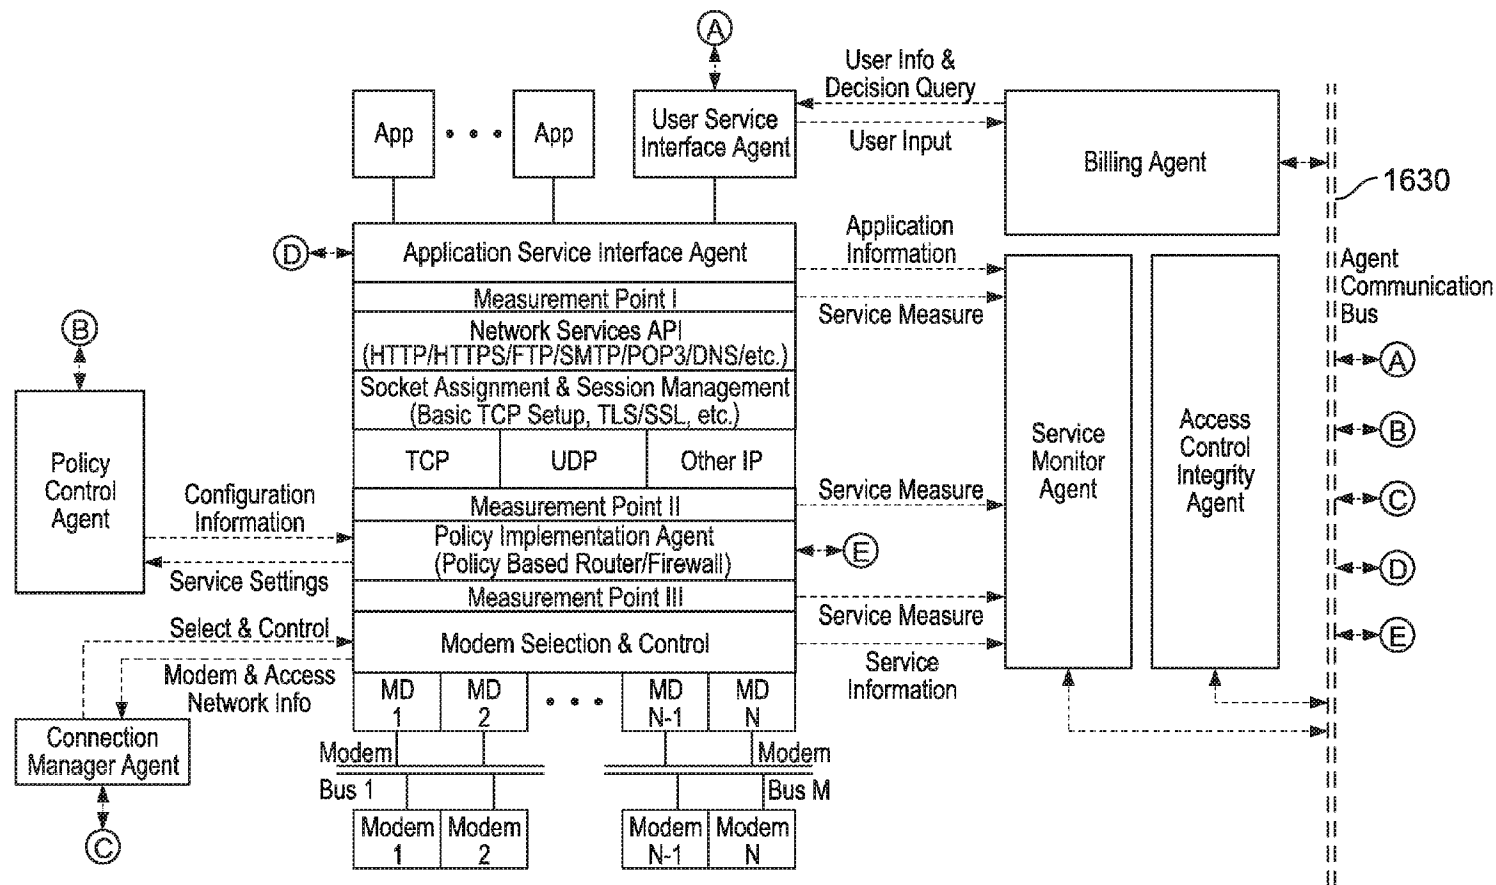 A
User Info &
Decision Query
App
App
User Service
Interface Agent
User Input
Billing Agent
1630
D
Application Service Interface Agent
Application
Information
Agent
Communication
Bus
Measurement Point I
Service Measure
B
Network Services API
(HTTP/HTTPS/FTP/SMTP/POP3/DNS/etc.)
A
Socket Assignment & Session Management
(Basic TCP Setup, TLS/SSL, etc.)
B
Policy
Control
Agent
TCP
UDP
Other IP
Service
Monitor
Agent
Access
Control
Integrity
Agent
Configuration
Information
Measurement Point II
Service Measure
C
Policy Implementation Agent
(Policy Based Router/Firewall)
E
D
Service Settings
Measurement Point III
Service Measure
Select & Control
Modem Selection & Control
E
Modem & Access
Network Info
Service
Information
MD
1
MD
2
MD
N-1
MD
N
Connection
Manager Agent
Modem
Bus 1
Modem
Bus M
C
Modem
1
Modem
2
Modem
N-1
Modem
N